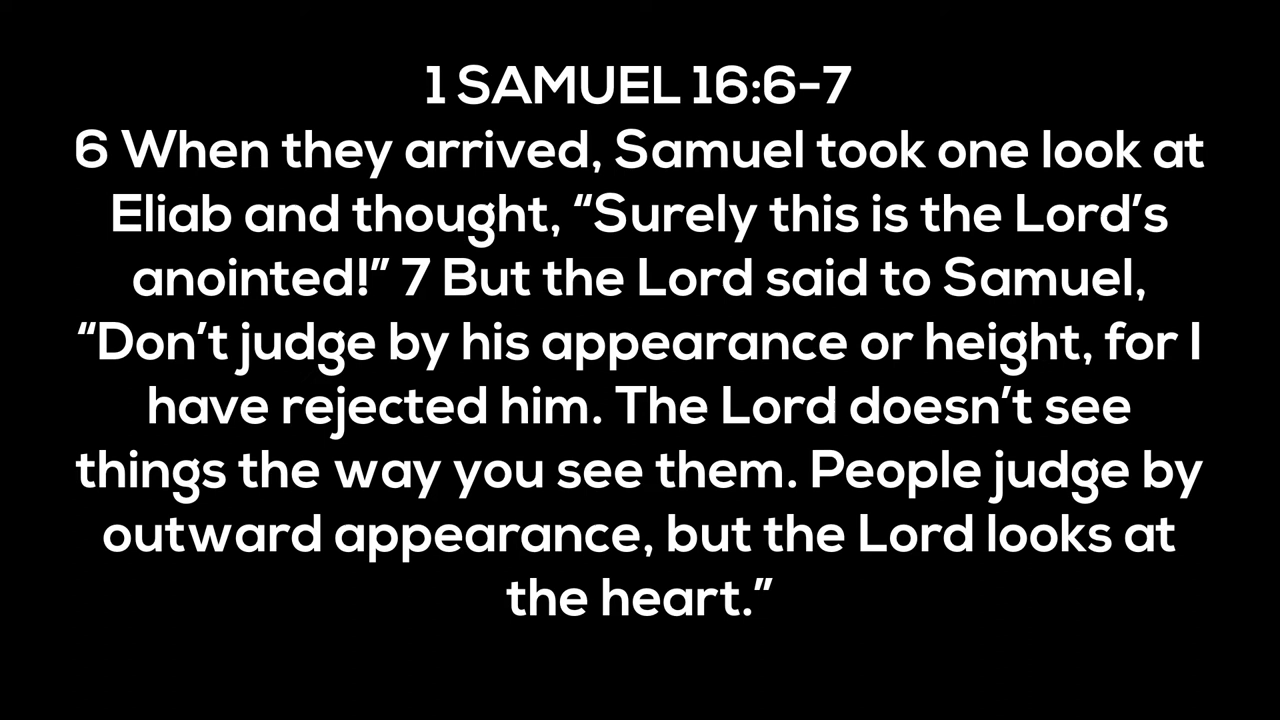 1 SAMUEL 16:6-7
6 When they arrived, Samuel took one look at
Eliab and thought, “Surely this is the Lord’s
anointed!” 7 But the Lord said to Samuel,
“Don’t judge by his appearance or height, for I
have rejected him. The Lord doesn’t see
things the way you see them. People judge by
outward appearance, but the Lord looks at
the heart.”